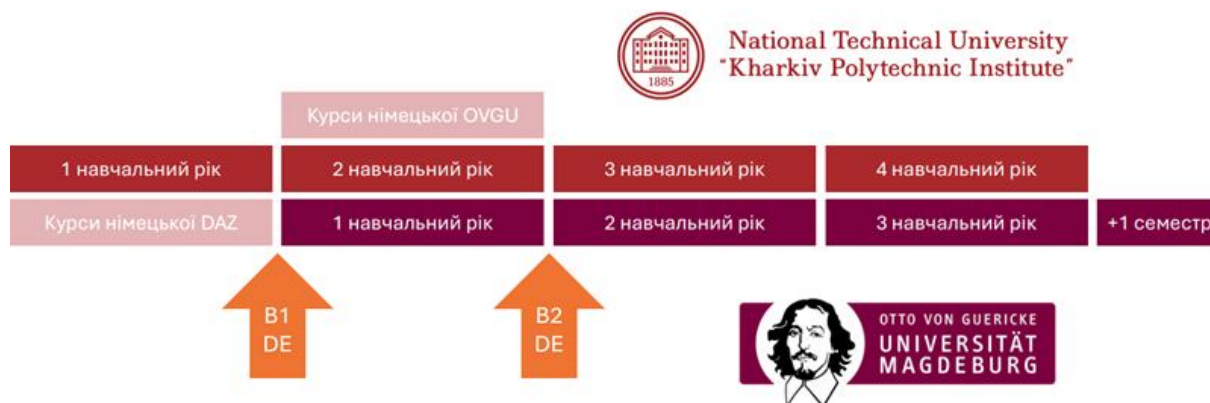 National Technical University
"Kharkiv Polytechnic Institute"
1885
Курси німецької OVGU
1 навчальний рік
2 навчальний рік
3 навчальний рік
4 навчальний рік
Курси німецької DAZ
1 навчальний рік
2 навчальний рік
3 навчальний рік
+1 семестр
B1
DE
B2
DE
OTTO VON GUERICKE
UNIVERSITÄT
MAGDEBURG